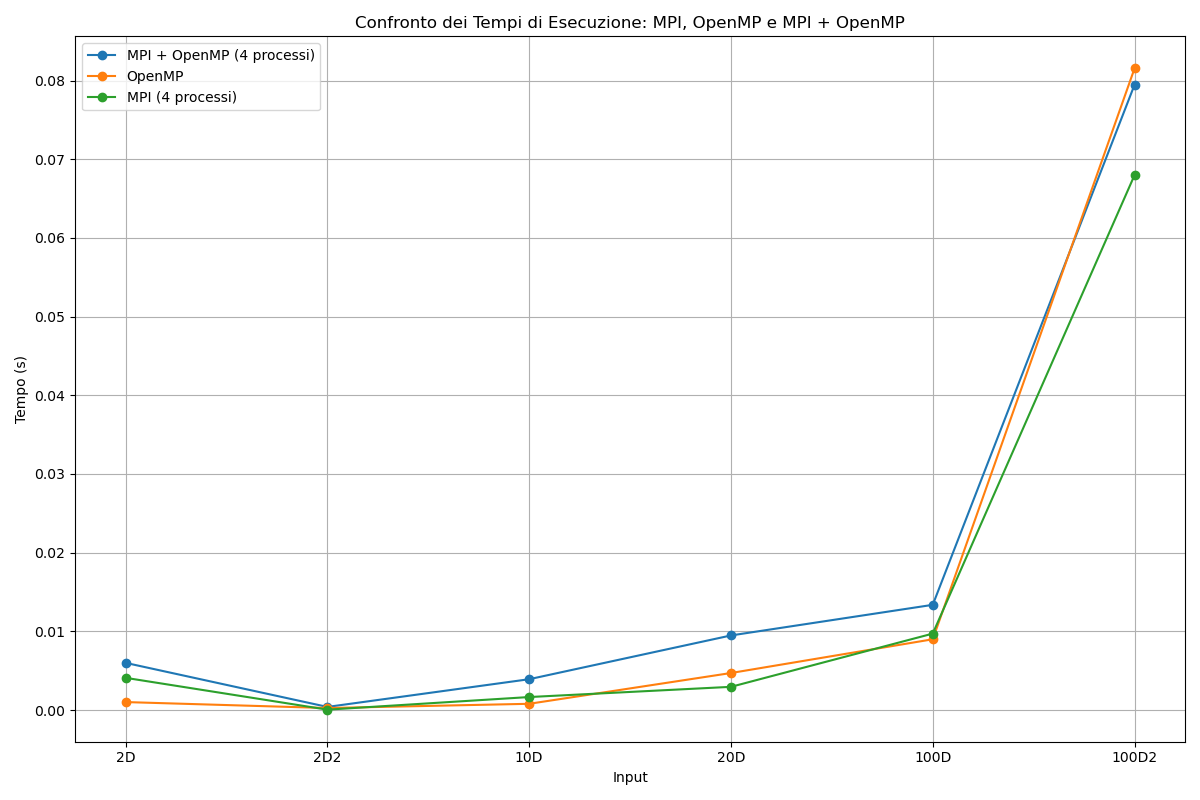 Confronto dei Tempi di Esecuzione: MPI, OpenMP e MPI + OpenMP
MPI + OpenMP (4 processi)
OpenMP
MPI (4 processi)
0.08
0.07
0.06
0.05
0.04
0.03
0.02
0.01
0.00
Tempo (s)
2D 2D2 10D 20D 100D 100D2
Input